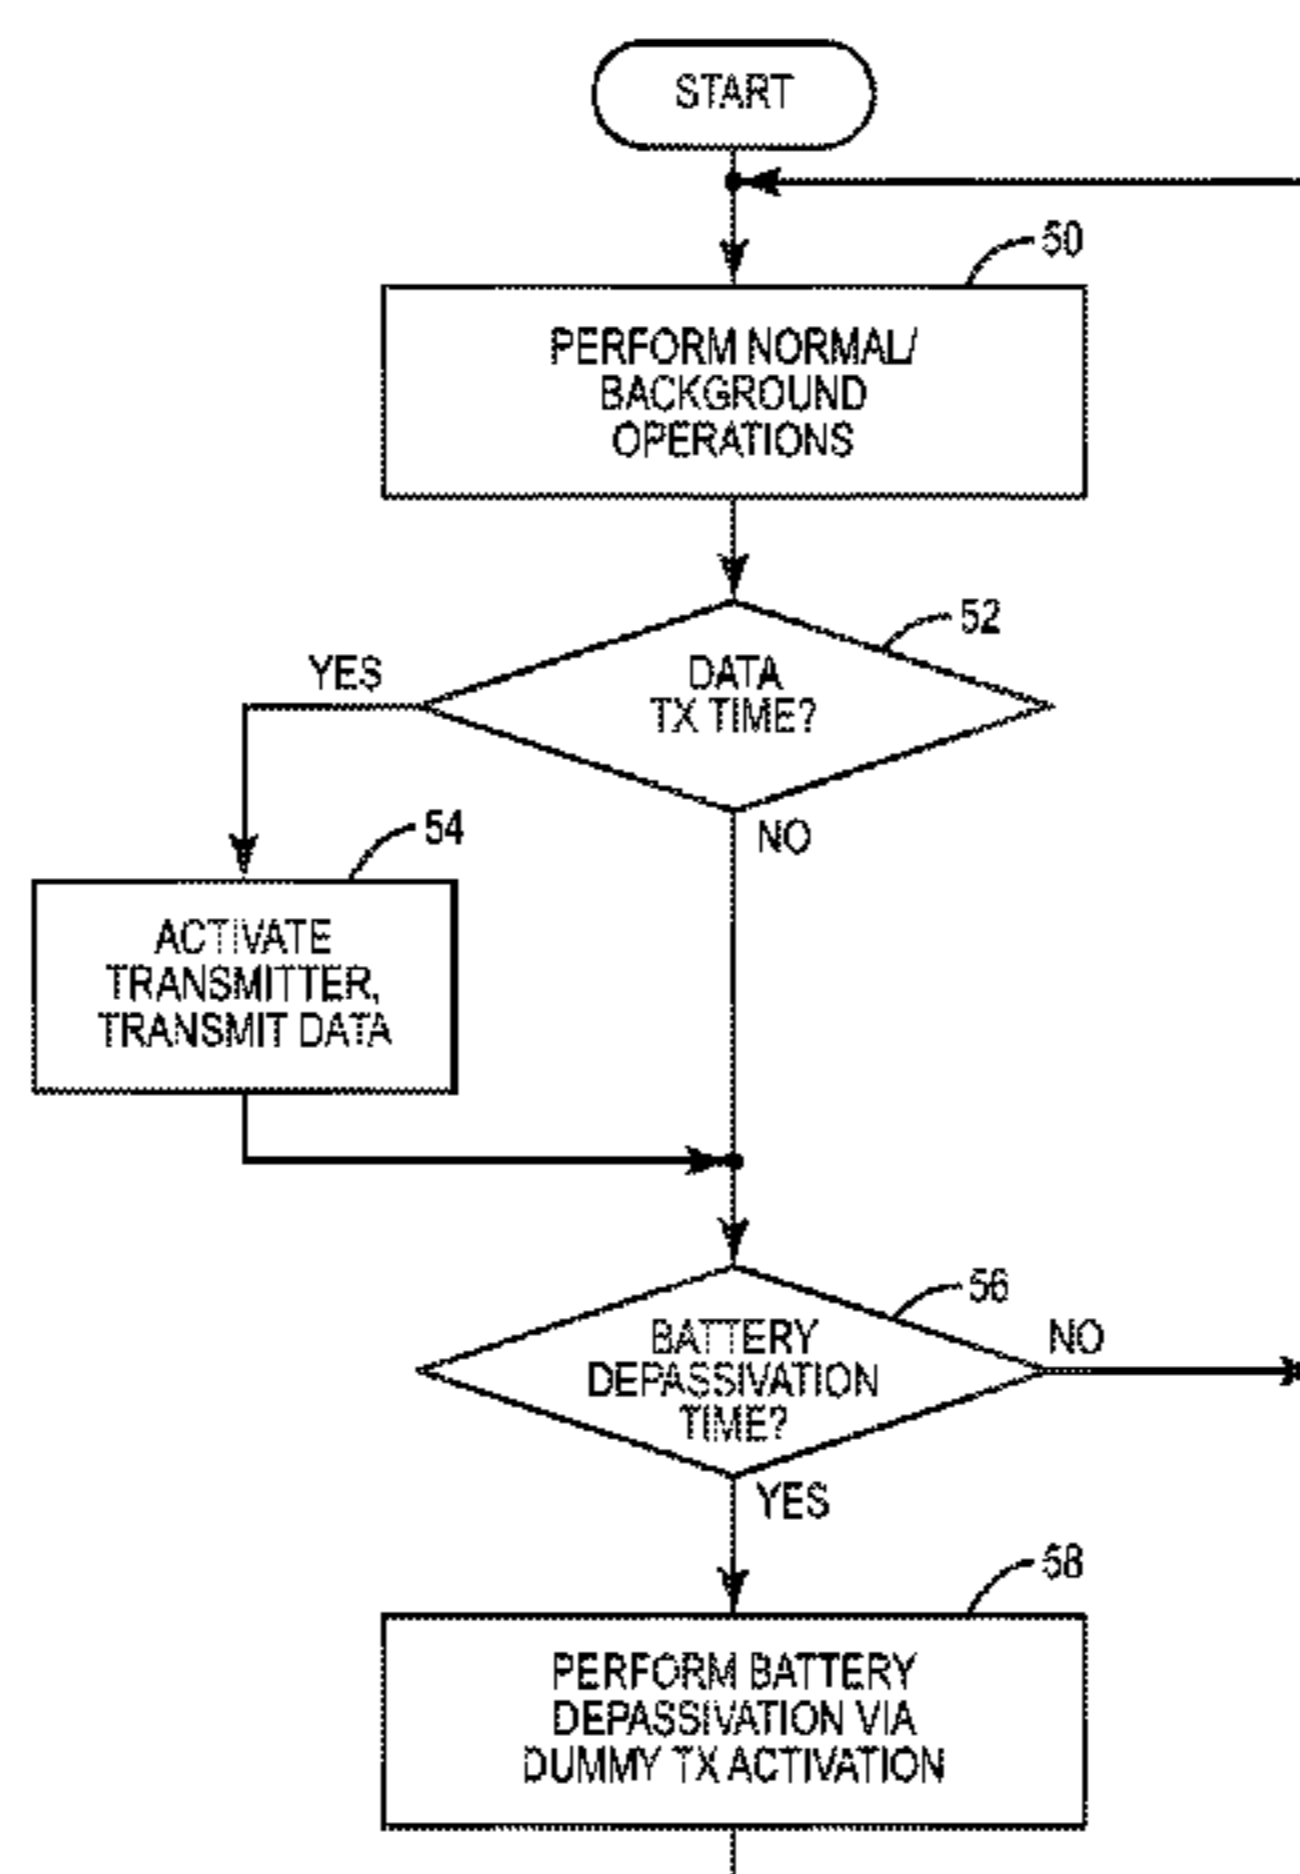 START
50
PERFORM NORMAL/
BACKGROUND
OPERATIONS
52
YES
DATA
TX TIME?
NO
54
ACTIVATE
TRANSMITTER,
TRANSMIT DATA
56
BATTERY
DEPASSIVATION
TIME?
NO
YES
58
PERFORM BATTERY
DEPASSIVATION VIA
DUMMY TX ACTIVATION